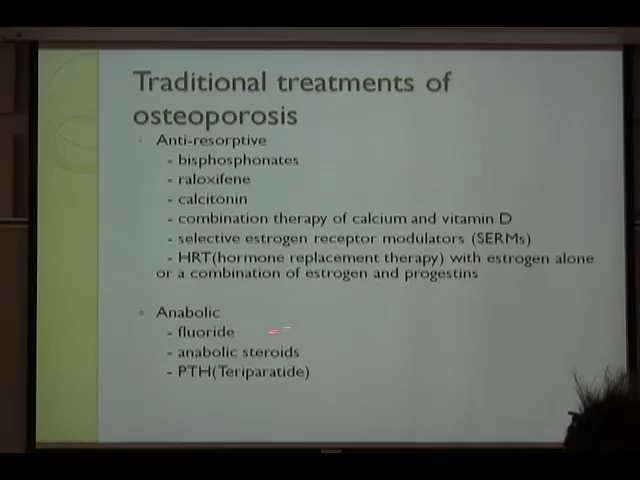 Traditional treatments of
osteoporosis
Anti-resorptive
- bisphosphonates
- raloxifene
- calcitonin
- combination therapy of calcium and vitamin D
- selective estrogen receptor modulators (SERMs)
- HRT(hormone replacement therapy) with estrogen alone
or a combination of estrogen and progestins
Anabolic
- fluoride
- anabolic steroids
- PTH(Teriparatide)